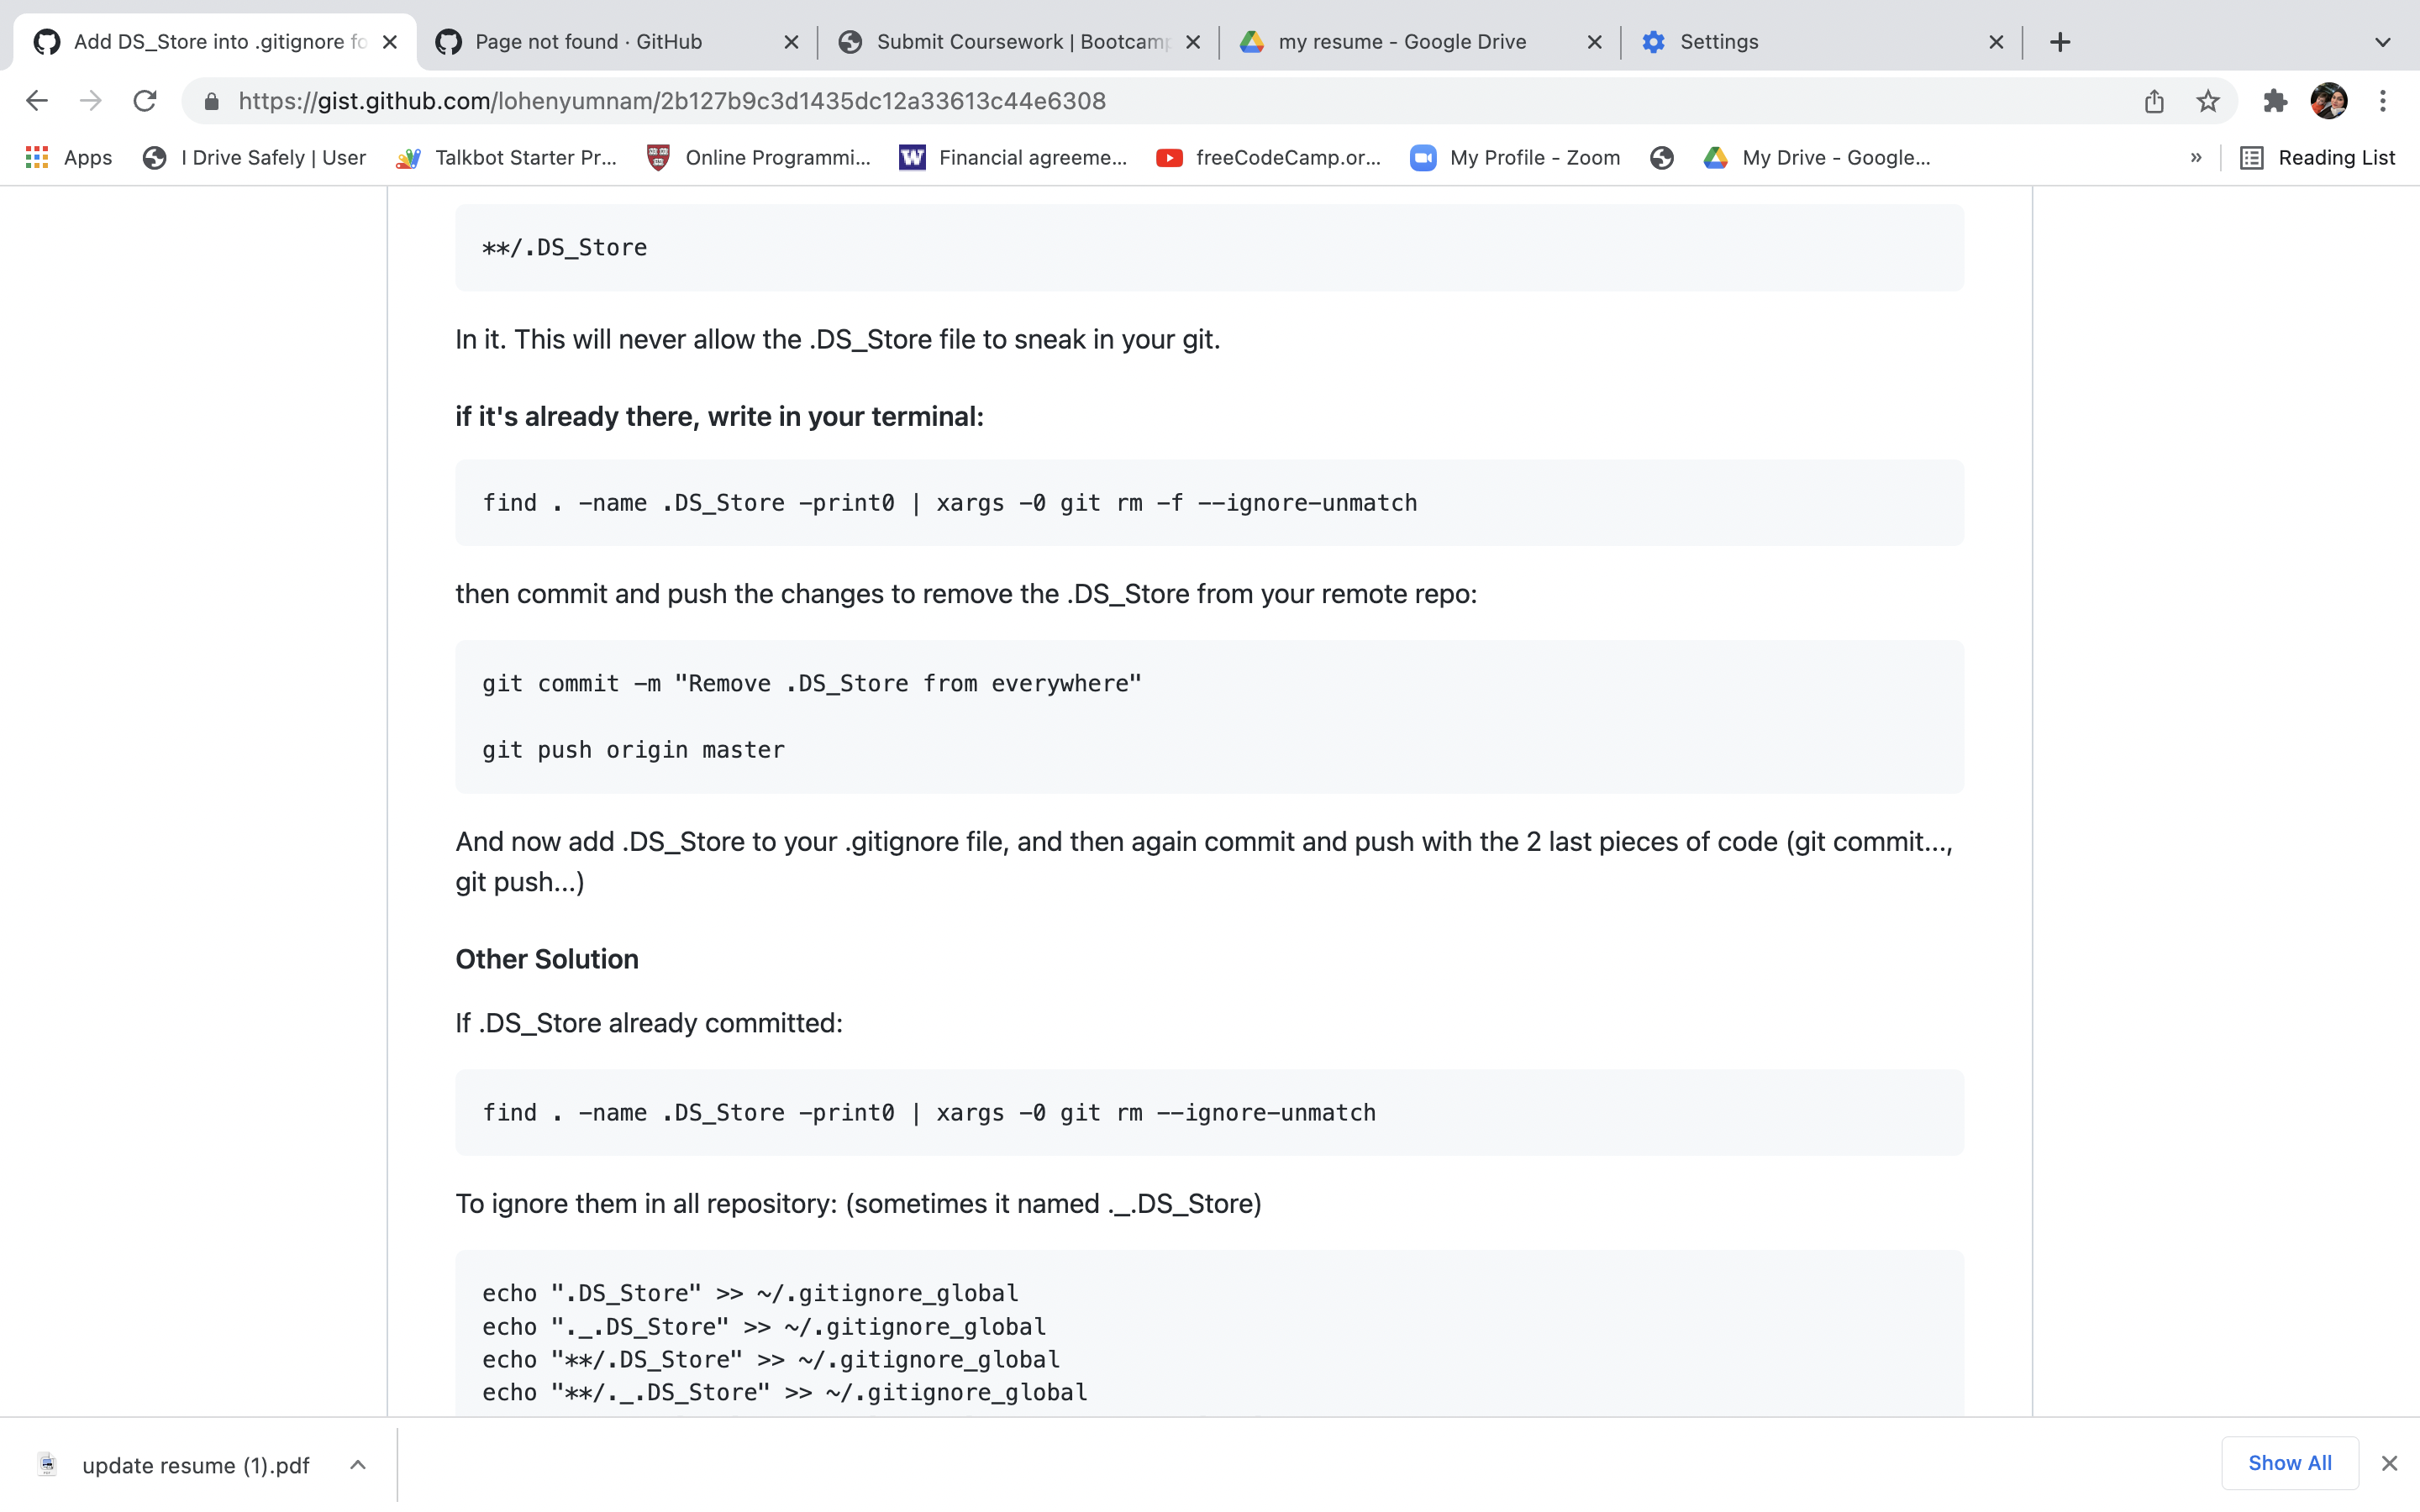 Add DS_Store into .gitignore fo
Page not found · GitHub
Submit Coursework | Bootcamp
my resume - Google Drive
Settings
https://gist.github.com/lohenyumnam/2b127b9c3d1435dc12a33613c44e6308
Apps
I Drive Safely | User
Talkbot Starter Pr...
Online Programmi...
W Financial agreeme...
freeCodeCamp.or...
My Profile - Zoom
My Drive - Google...
»
Reading List
**/.DS_Store
In it. This will never allow the .DS_Store file to sneak in your git.
if it's already there, write in your terminal:
find . -name .DS_Store -print0 | xargs -0 git rm -f --ignore-unmatch
then commit and push the changes to remove the .DS_Store from your remote repo:
git commit -m "Remove .DS_Store from everywhere"
git push origin master
And now add .DS_Store to your .gitignore file, and then again commit and push with the 2 last pieces of code (git commit...,
git push...)
Other Solution
If .DS_Store already committed:
find . -name .DS_Store -print0 | xargs -0 git rm --ignore-unmatch
To ignore them in all repository: (sometimes it named ._.DS_Store)
echo ".DS_Store" >> ~/.gitignore_global
echo "._.DS_Store" >> ~/.gitignore_global
echo "**/.DS_Store" >> ~/.gitignore_global
echo "**/._.DS_Store" >> ~/.gitignore_global
update resume (1).pdf
Show All